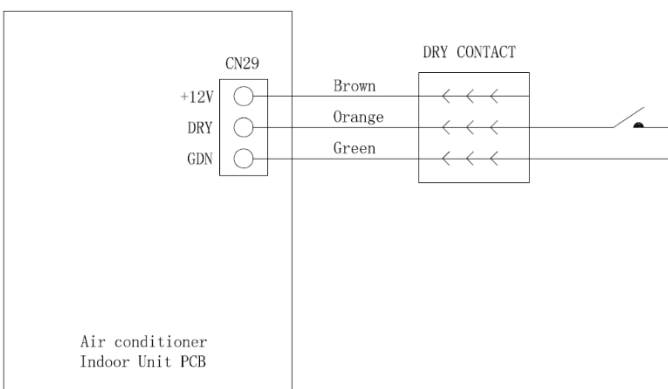 DRY CONTACT
CN29
+12V
Brown
DRY
Orange
GDN
Green
Air conditioner
Indoor Unit PCB